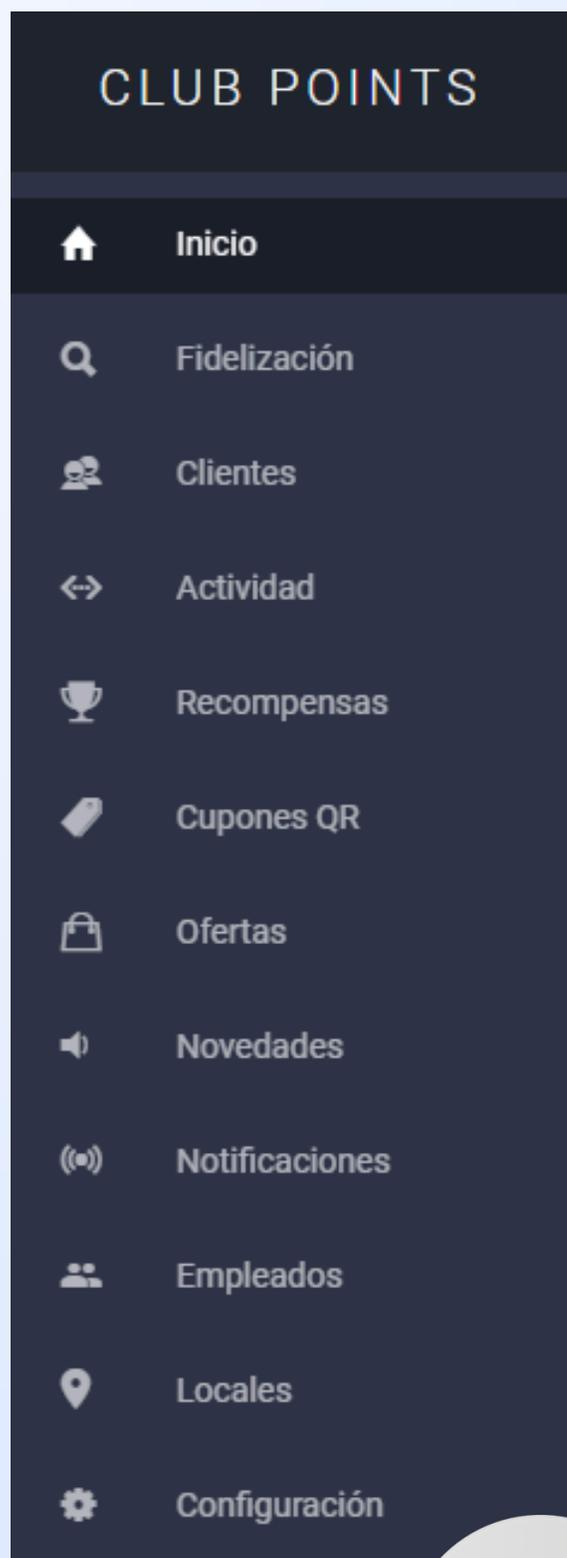 CLUB POINTS
Inicio
Fidelización
Clientes
Actividad
Recompensas
Cupones QR
Ofertas
Novedades
Notificaciones
Empleados
Locales
Configuración